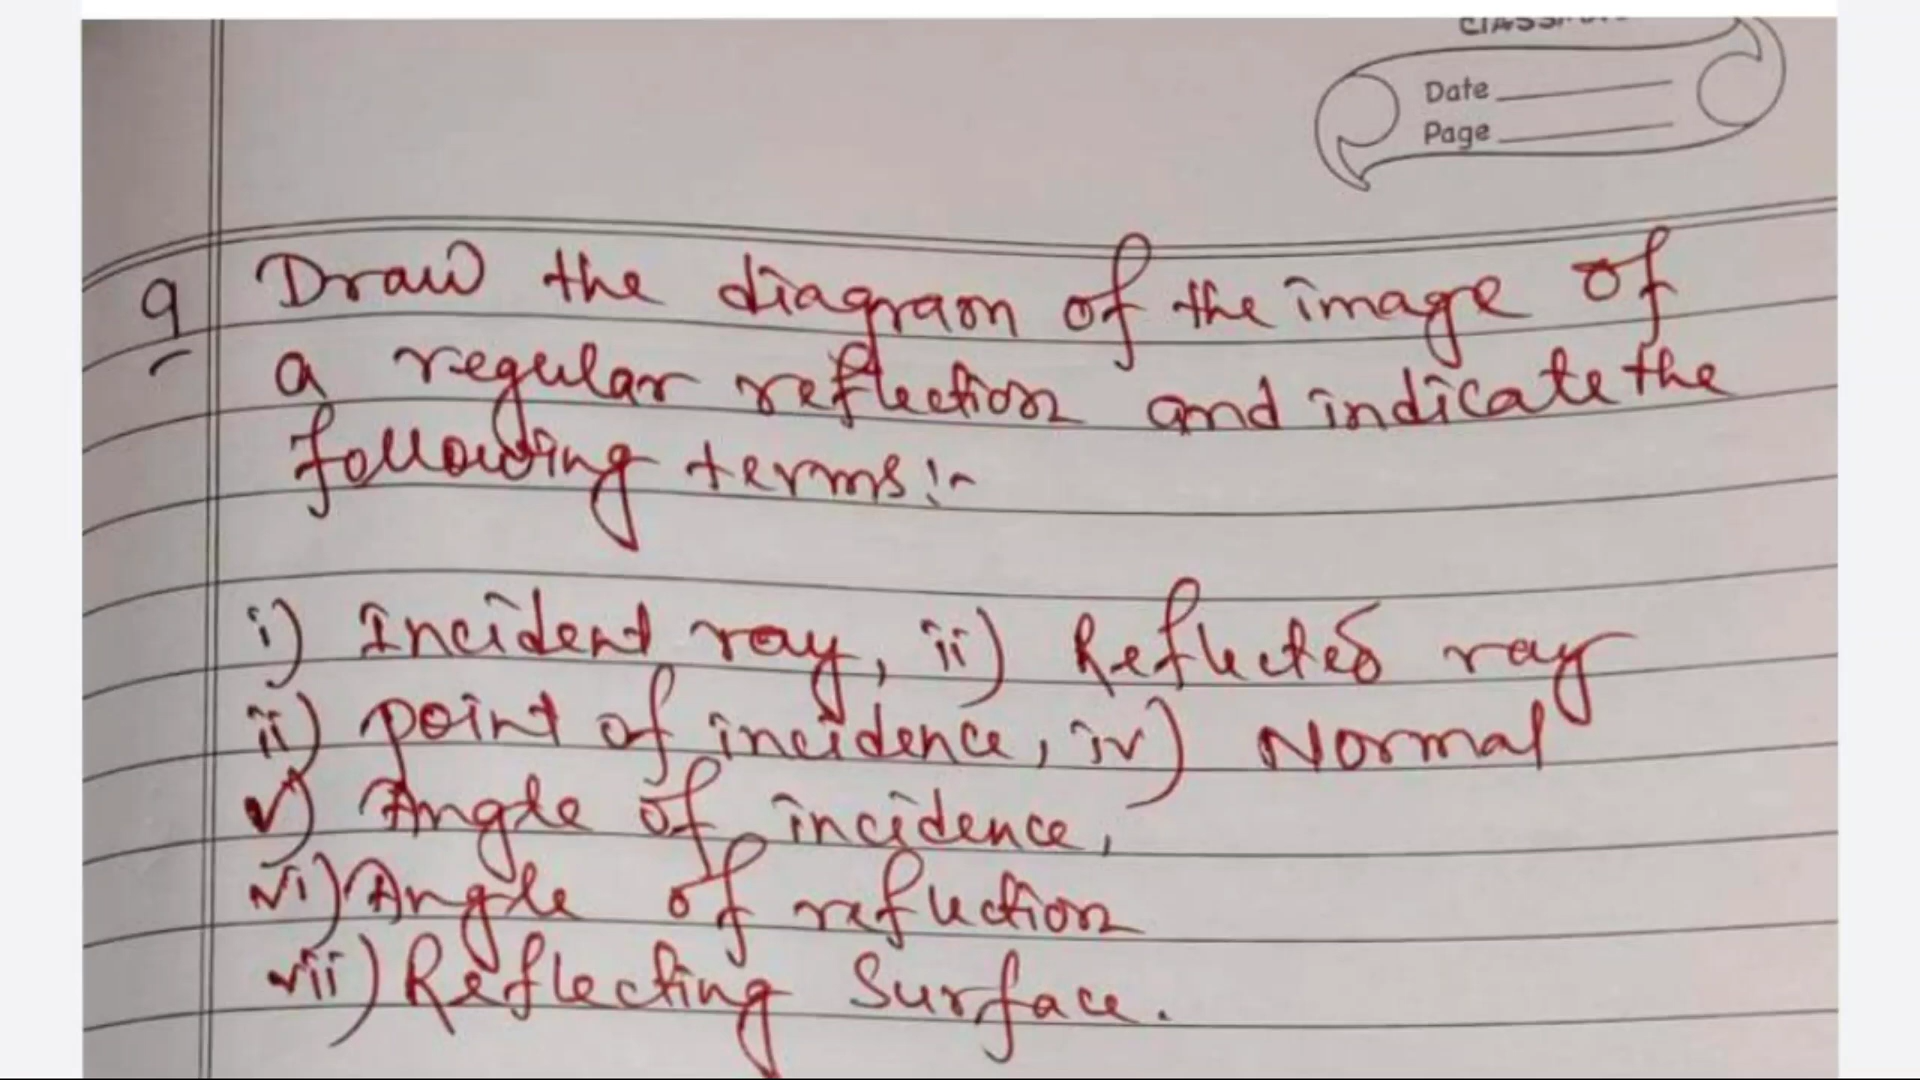 Date
Page
9 Draw the diagram of the image of
a regular reflection and indicate the
following terms:-
i) Incident ray, ii) Reflected ray
ii) point of incidence, iv) Normal
v) Angle of incidence,
vi) Angle of reflection
vii) Reflecting Surface.